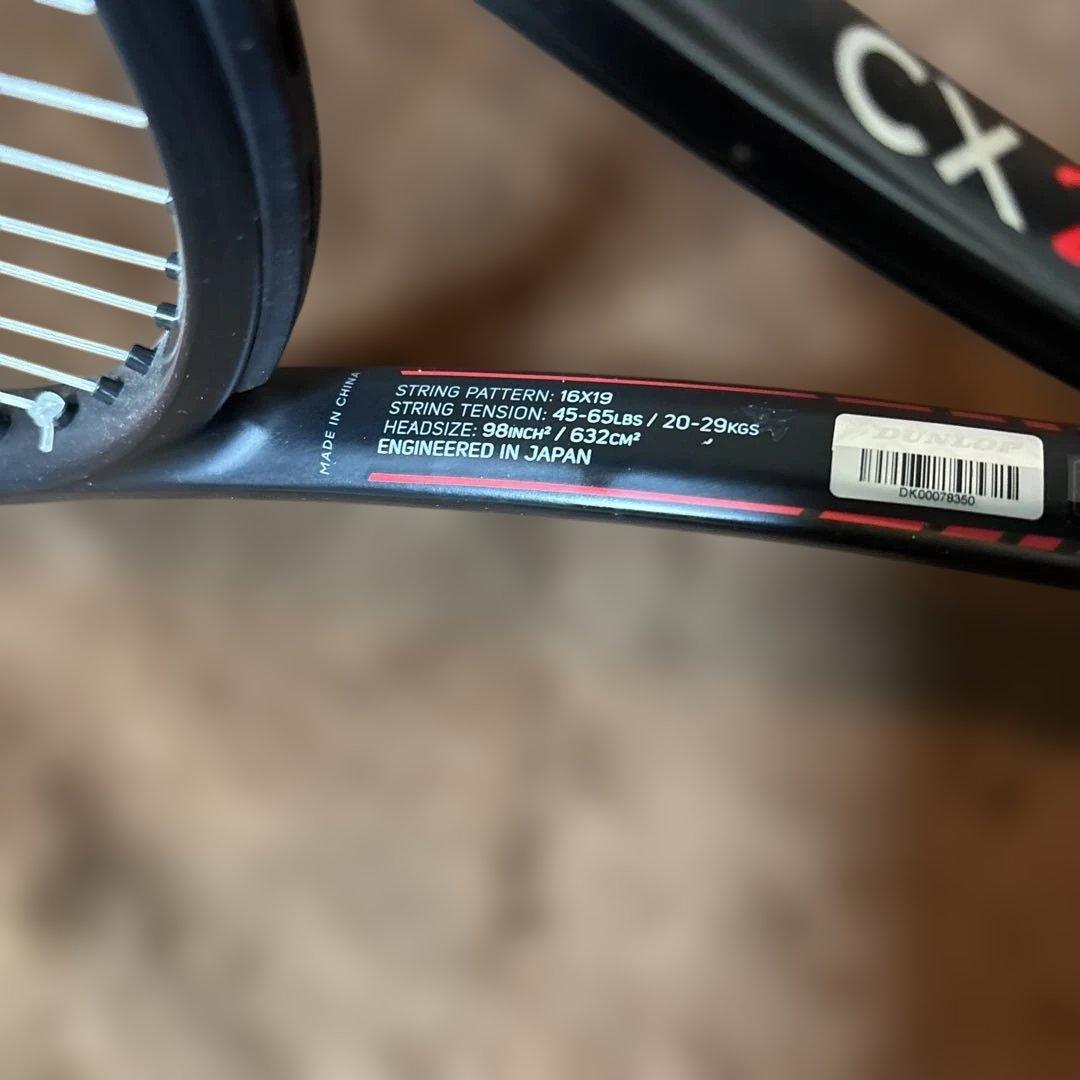 CX
MADE IN CHINA
STRING PATTERN: 16X19
STRING TENSION: 45-65LBS / 20-29KGS
HEADSIZE: 98INCH² / 632CM²
ENGINEERED IN JAPAN
DUNLOP
DK00078350